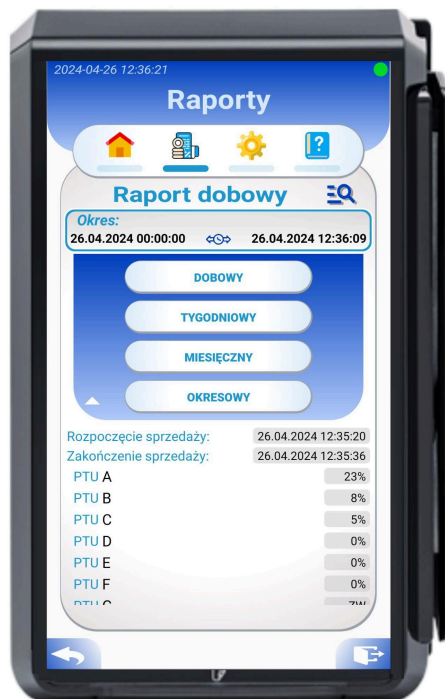 2024-04-26 12:36:21
Raporty
Raport dobowy
Okres:
26.04.2024 00:00:00 26.04.2024 12:36:09
DOBOWY
TYGODNIOWY
MIESIĘCZNY
OKRESOWY
Rozpoczęcie sprzedaży: 26.04.2024 12:35:20
Zakończenie sprzedaży: 26.04.2024 12:35:36
PTU A 23%
PTU B 8%
PTU C 5%
PTU D 0%
PTU E 0%
PTU F 0%